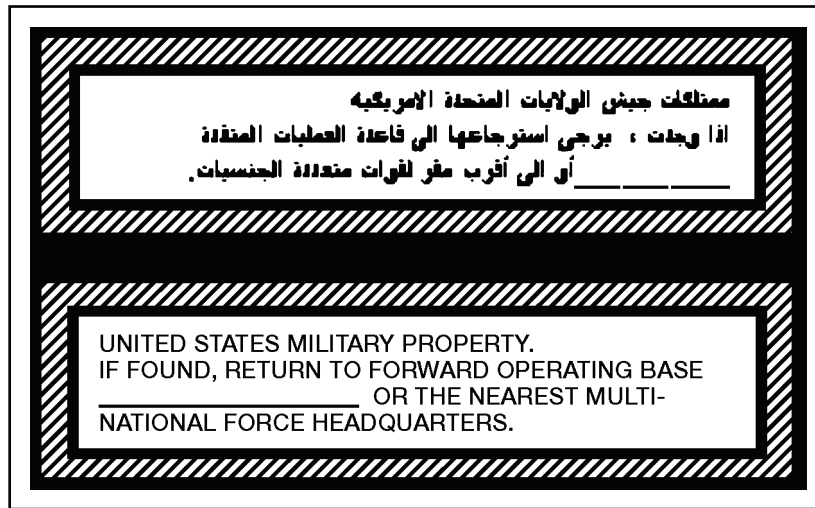 ممتلكات جيش الولايات المتحدة الامريكيه
اذا وجدت ، يرجى استرجاعها الى قاعدة العمليات المتقدة
_____________ أو الى أقرب مقر لقوات متعددة الجنسيات.
UNITED STATES MILITARY PROPERTY.
IF FOUND, RETURN TO FORWARD OPERATING BASE
_____________ OR THE NEAREST MULTI-
NATIONAL FORCE HEADQUARTERS.